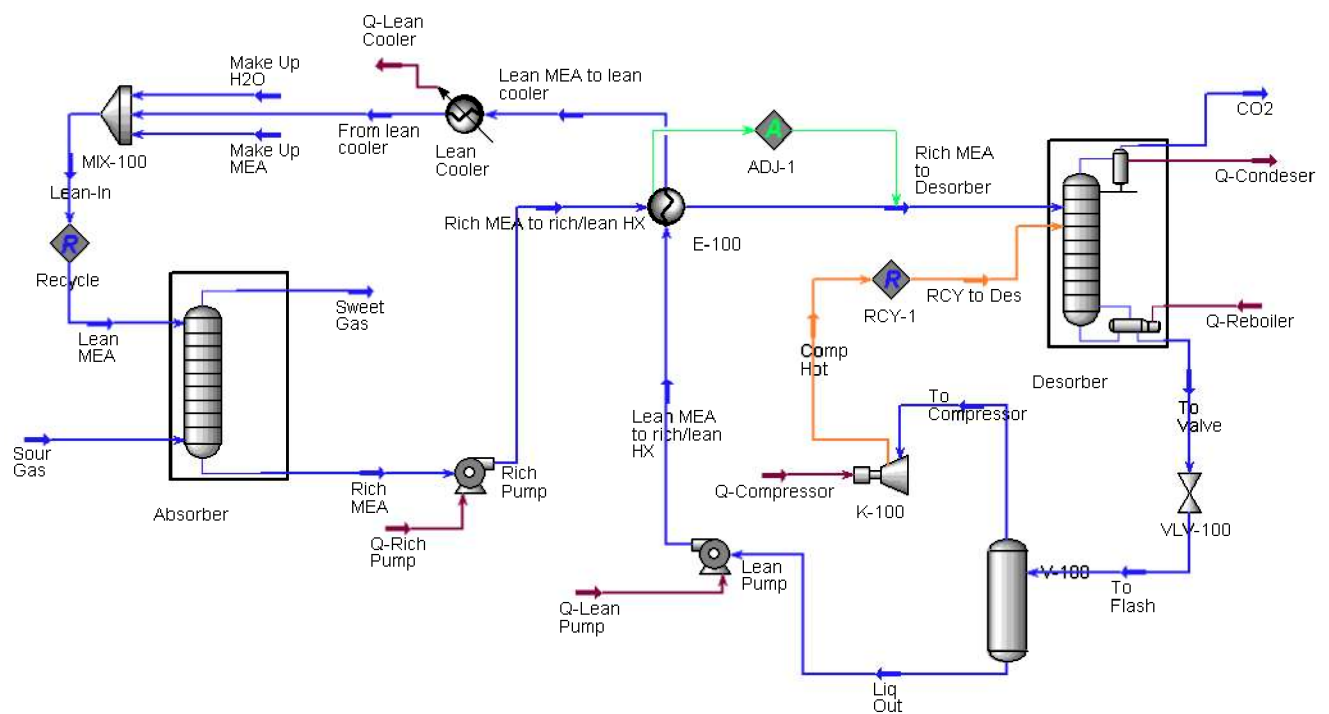 Q-Lean
Cooler
Make Up
H2O
Lean MEA to lean
cooler
CO2
From lean
cooler
A
MIX-100
Make Up
MEA
Lean
Cooler
ADJ-1
Rich MEA
to
Desorber
Q-Condeser
Lean-In
Rich MEA to rich/lean HX
E-100
R
Recycle
R
RCY-1
RCY to Des
Sweet
Gas
Q-Reboiler
Lean
MEA
Comp
Hot
Desorber
To
Compressor
To
Valve
Lean MEA
to rich/lean
HX
Sour
Gas
Rich
MEA
Rich
Pump
Q-Compressor
K-100
Absorber
VLV-100
Q-Rich
Pump
Lean
Pump
V-100
To
Flash
Q-Lean
Pump
Liq
Out